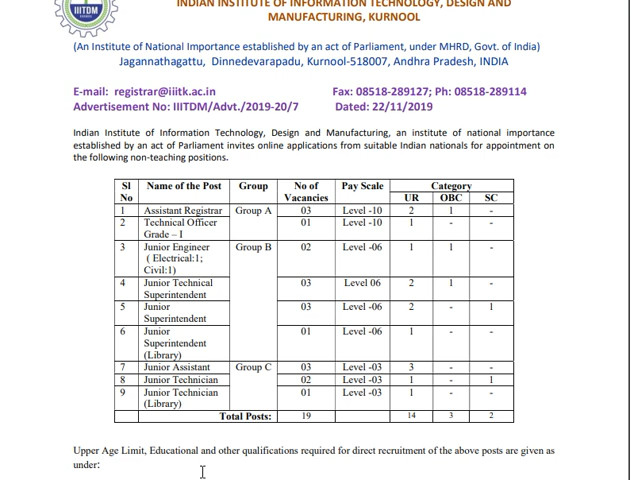 INDIAN INSTITUTE OF INFORMATION TECHNOLOGY, DESIGN AND
MANUFACTURING, KURNOOL
IIITDM
(An Institute of National Importance established by an act of Parliament, under MHRD, Govt. of India)
Jagannathagattu, Dinnedevarapadu, Kurnool-518007, Andhra Pradesh, INDIA
E-mail: registrar@iiitk.ac.in Fax: 08518-289127; Ph: 08518-289114
Advertisement No: IIITDM/Advt./2019-20/7 Dated: 22/11/2019
Indian Institute of Information Technology, Design and Manufacturing, an institute of national importance
established by an act of Parliament invites online applications from suitable Indian nationals for appointment on
the following non-teaching positions.
Sl No Name of the Post Group No of Vacancies Pay Scale Category
UR OBC SC
1 Assistant Registrar Group A 03 Level -10 2 1 -
2 Technical Officer 01 Level -10 1 - -
Grade – I
3 Junior Engineer Group B 02 Level -06 1 1 -
( Electrical:1;
Civil:1)
4 Junior Technical 03 Level 06 2 1 -
Superintendent
5 Junior 03 Level -06 2 - 1
Superintendent
6 Junior 01 Level -06 1 - -
Superintendent
(Library)
7 Junior Assistant Group C 03 Level -03 3 - -
8 Junior Technician 02 Level -03 1 - 1
9 Junior Technician 01 Level -03 1 - -
(Library)
Total Posts: 19 14 3 2
Upper Age Limit, Educational and other qualifications required for direct recruitment of the above posts are given as
under: